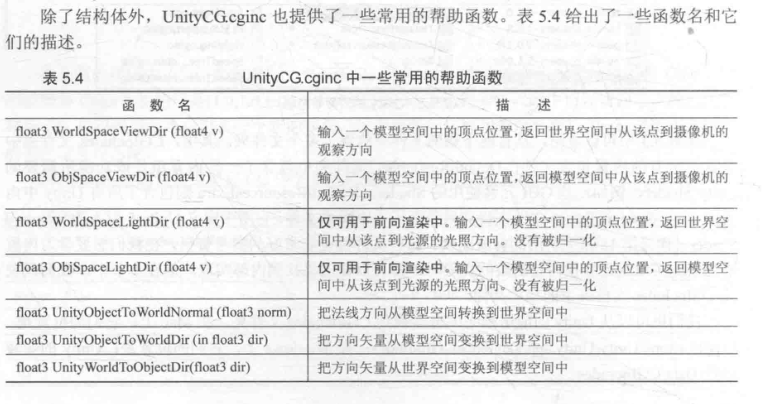 除了结构体外，UnityCG.cginc 也提供了一些常用的帮助函数。表 5.4 给出了一些函数名和它
们的描述。
表 5.4 UnityCG.cginc 中一些常用的帮助函数
函 数 名 描 述
float3 WorldSpaceViewDir (float4 v) 输入一个模型空间中的顶点位置，返回世界空间中从该点到摄像机的
观察方向
float3 ObjSpaceViewDir (float4 v) 输入一个模型空间中的顶点位置，返回模型空间中从该点到摄像机的
观察方向
float3 WorldSpaceLightDir (float4 v) 仅可用于前向渲染中。输入一个模型空间中的顶点位置，返回世界空
间中从该点到光源的光照方向。没有被归一化
float3 ObjSpaceLightDir (float4 v) 仅可用于前向渲染中。输入一个模型空间中的顶点位置，返回模型空
间中从该点到光源的光照方向。没有被归一化
float3 UnityObjectToWorldNormal (float3 norm) 把法线方向从模型空间转换到世界空间中
float3 UnityObjectToWorldDir (in float3 dir) 把方向矢量从模型空间变换到世界空间中
float3 UnityWorldToObjectDir(float3 dir) 把方向矢量从世界空间变换到模型空间中